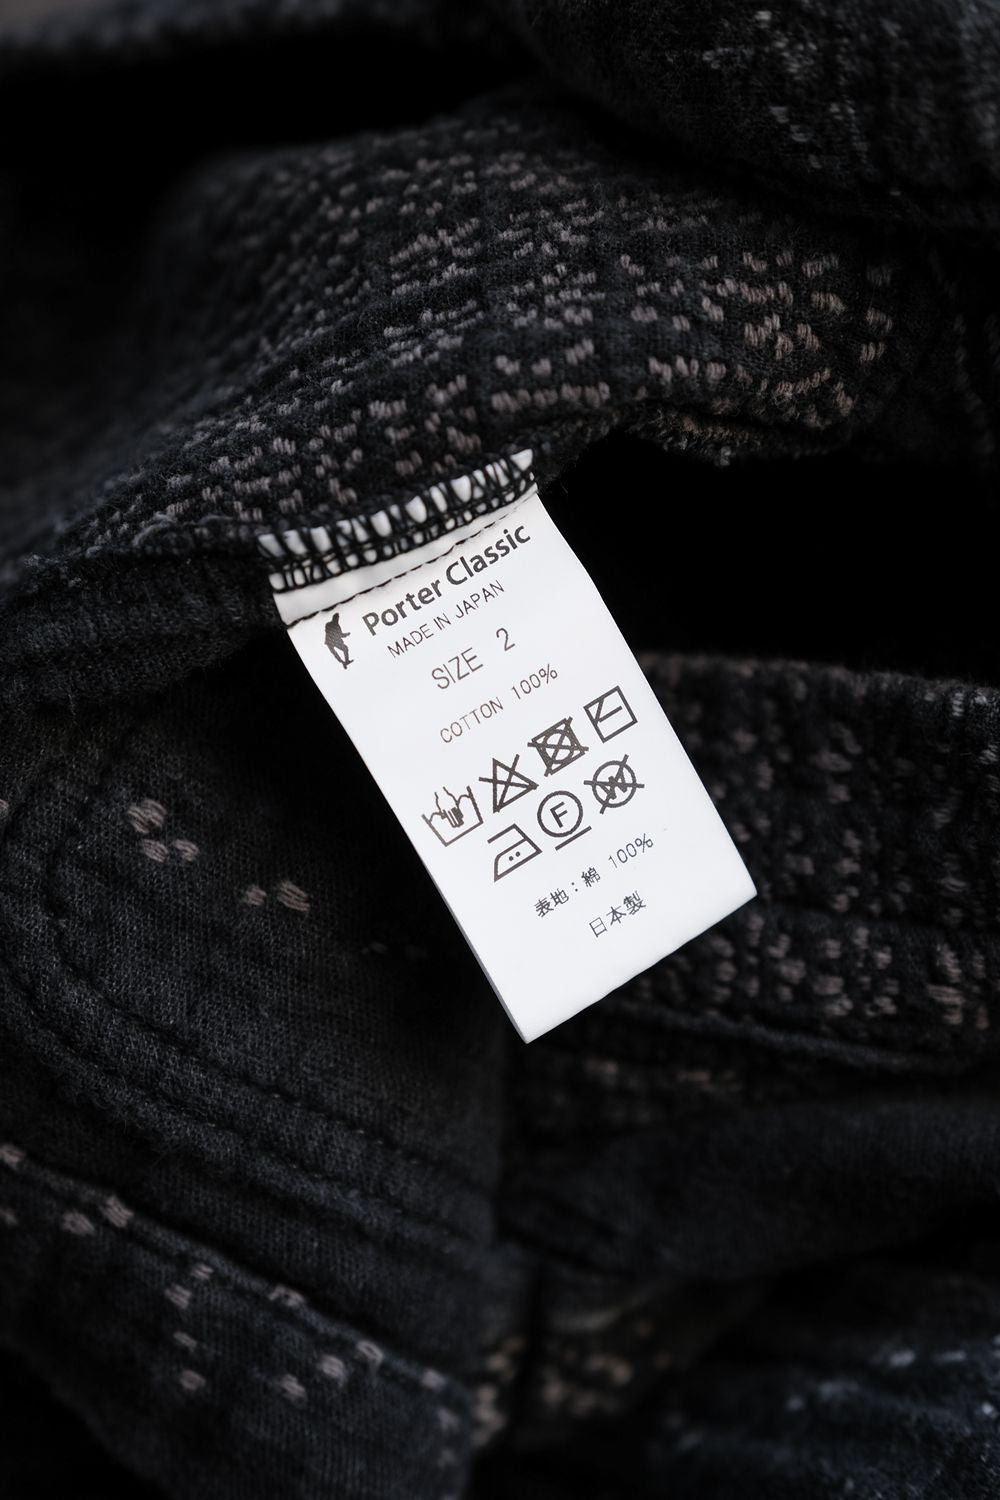 Porter Classic
MADE IN JAPAN
SIZE 2
COTTON 100%
F
W
表地：綿 100%
日本製